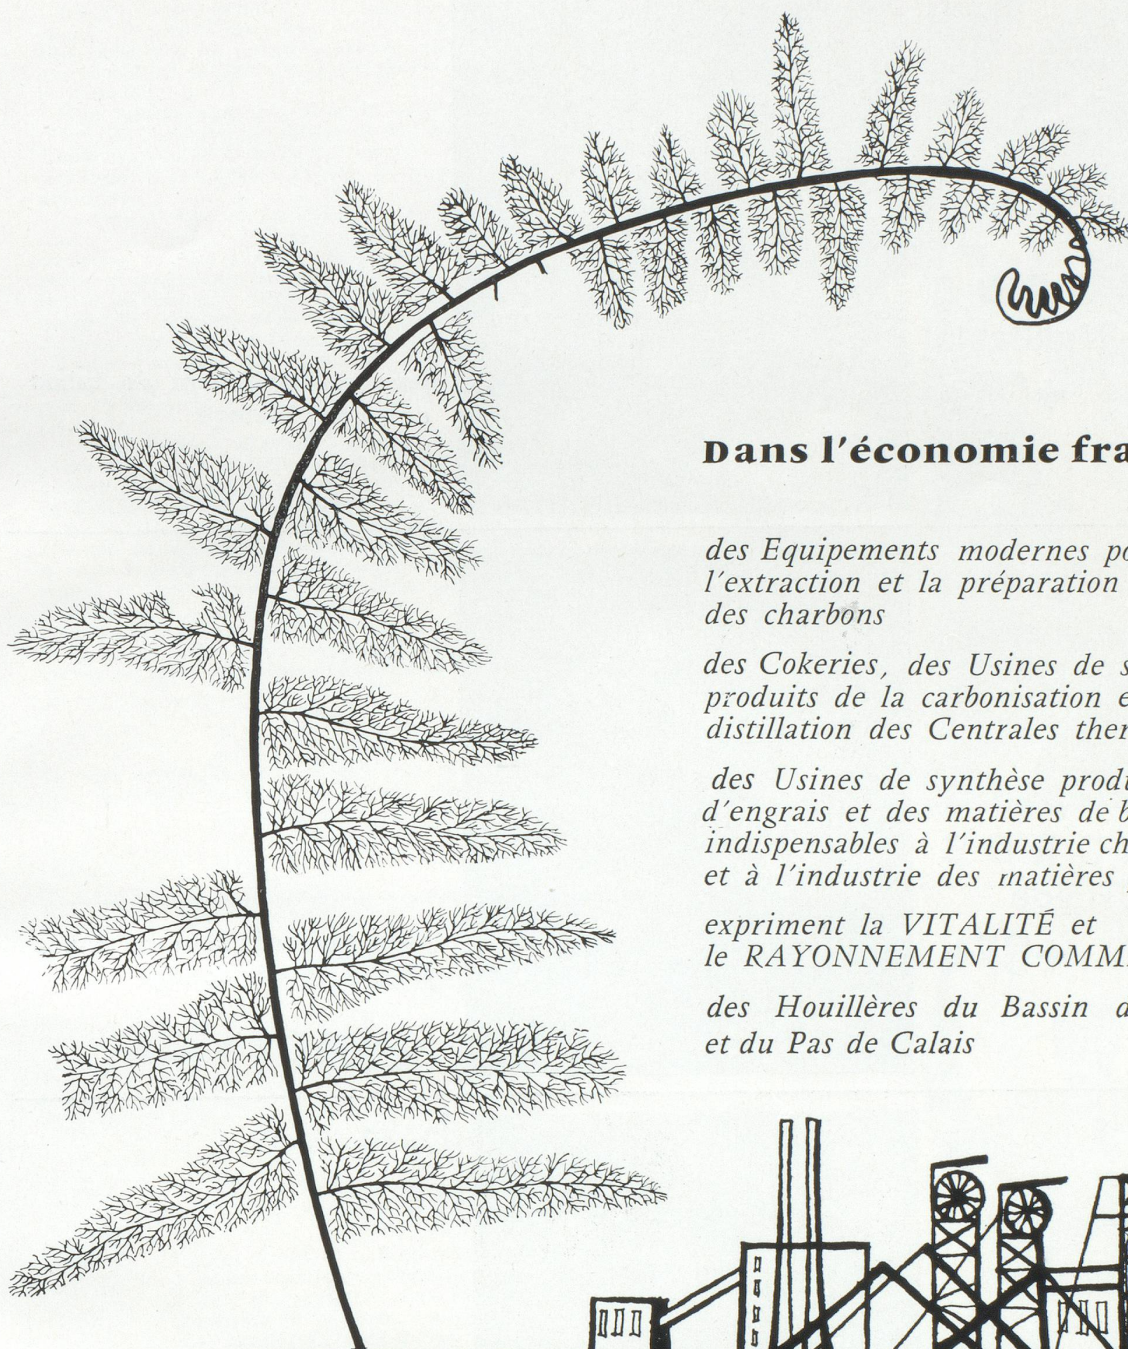 Dans l'économie fra
des Equipements modernes po
l'extraction et la préparation
des charbons
des Cokeries, des Usines de s
produits de la carbonisation e
distillation des Centrales ther
des Usines de synthèse produ
d'engrais et des matières de b
indispensables à l'industrie ch
et à l'industrie des matières
expriment la VITALITÉ et
le RAYONNEMENT COMM
des Houillères du Bassin d
et du Pas de Calais